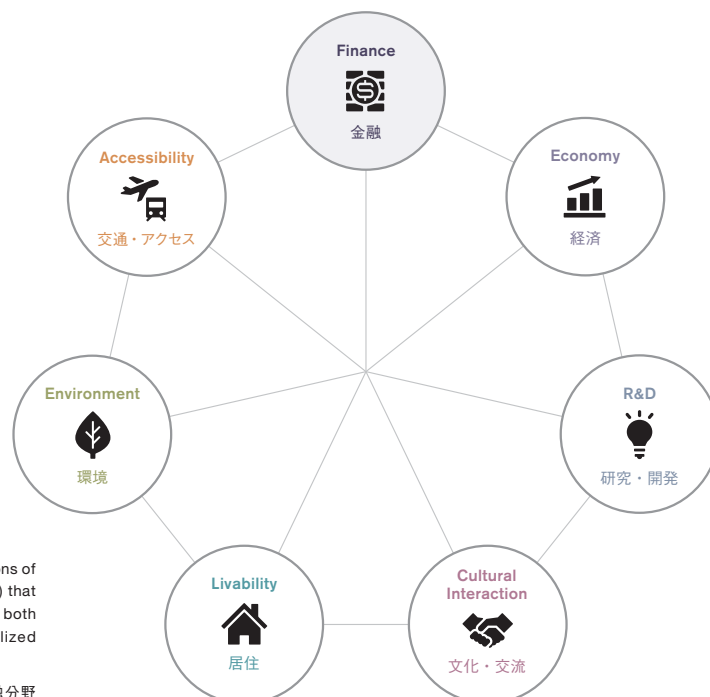 Finance
金融
Accessibility
交通・アクセス
Economy
経済
Environment
環境
R&D
研究・開発
Livability
居住
Cultural
Interaction
文化・交流
ns of
) that
both
lized
分野